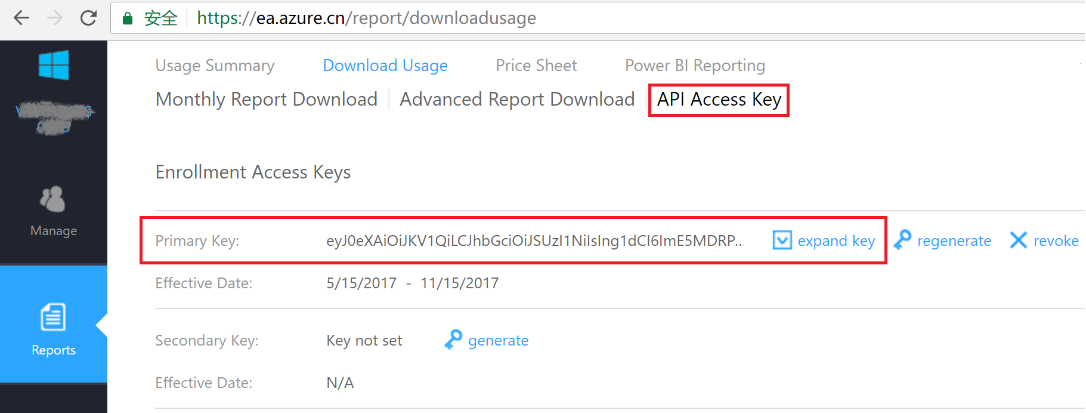 安全 https://ea.azure.cn/report/downloadusage
Usage Summary Download Usage Price Sheet Power BI Reporting
Monthly Report Download Advanced Report Download API Access Key
Enrollment Access Keys
Manage
Primary Key: eyJ0eXAiOiJKV1QiLCJhbGciOiJSUzI1NiIsIng1dCI6ImE5MDRP... expand key regenerate revoke
Effective Date: 5/15/2017 - 11/15/2017
Reports
Secondary Key: Key not set generate
Effective Date: N/A